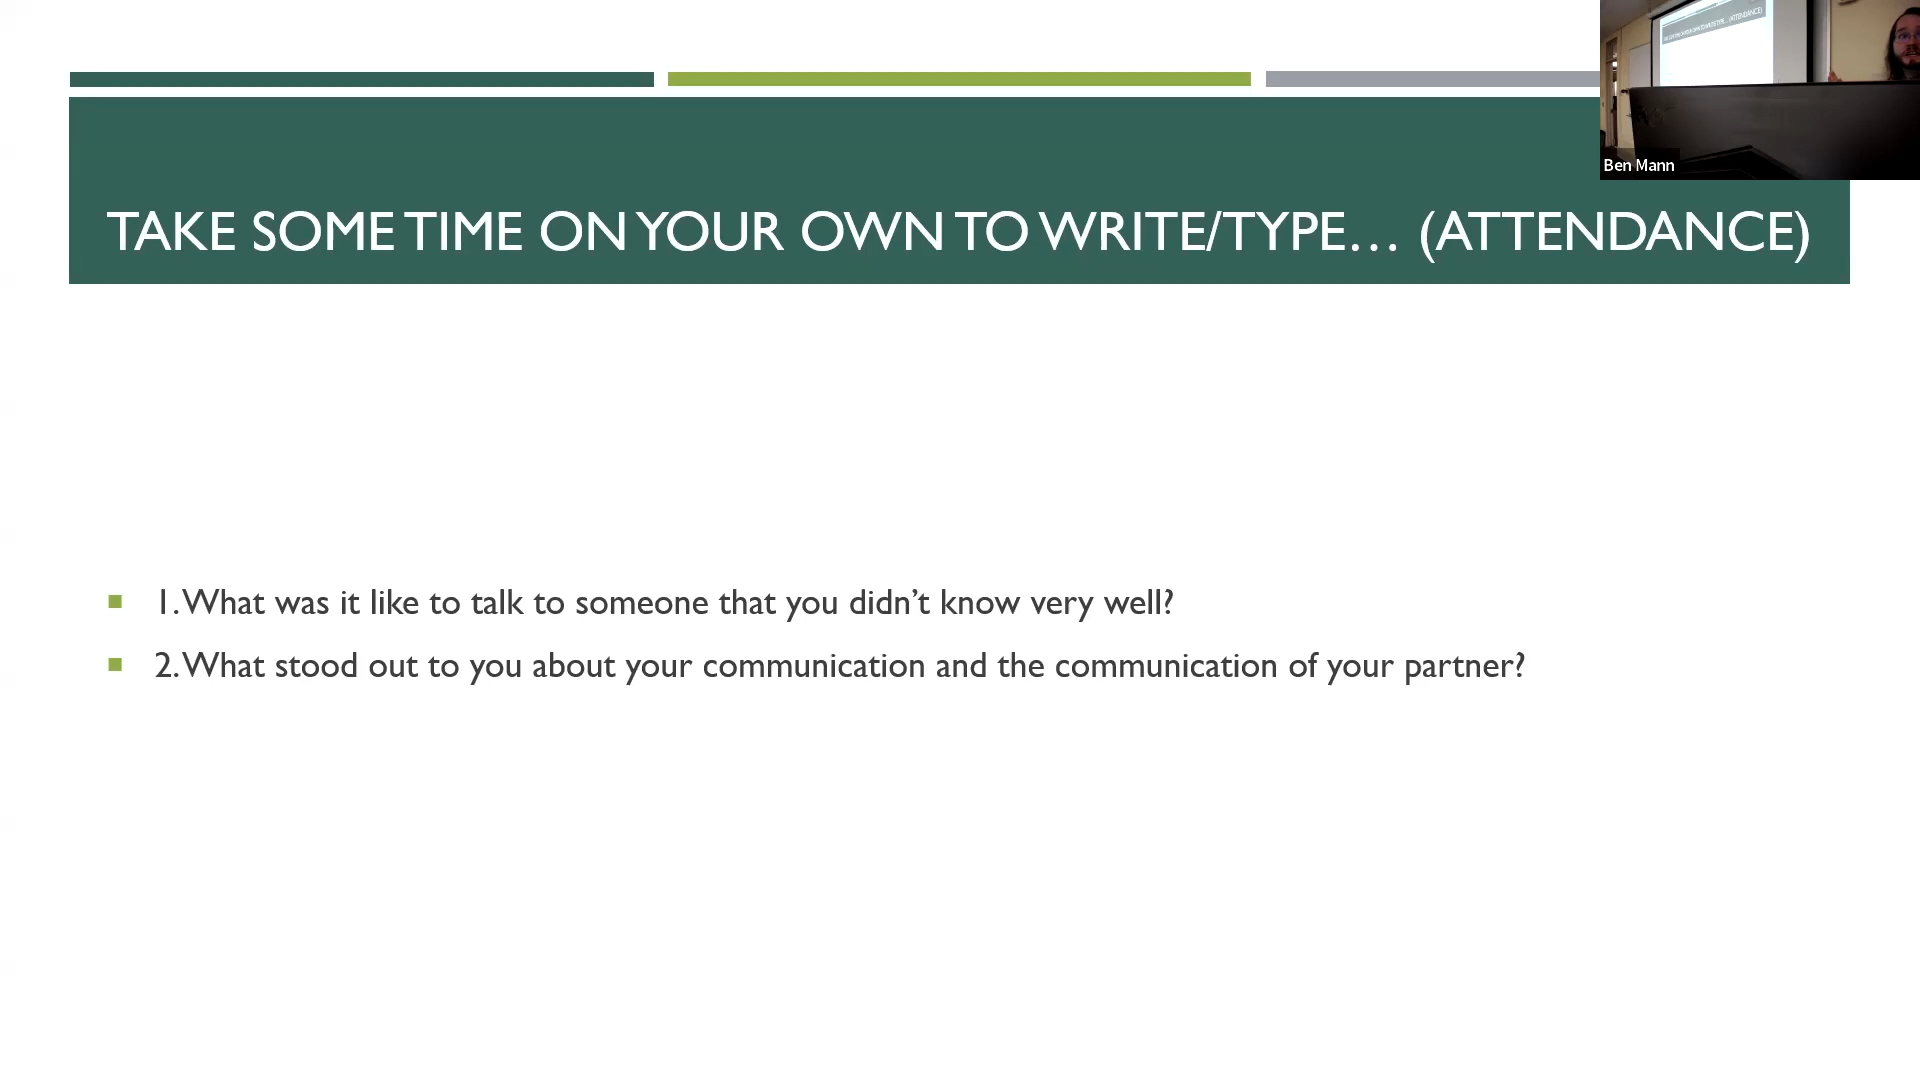 TAKE SOME TIME ON YOUR OWN TO WRITE/TYPE… (ATTENDANCE)
Ben Mann
1. What was it like to talk to someone that you didn’t know very well?
2. What stood out to you about your communication and the communication of your partner?